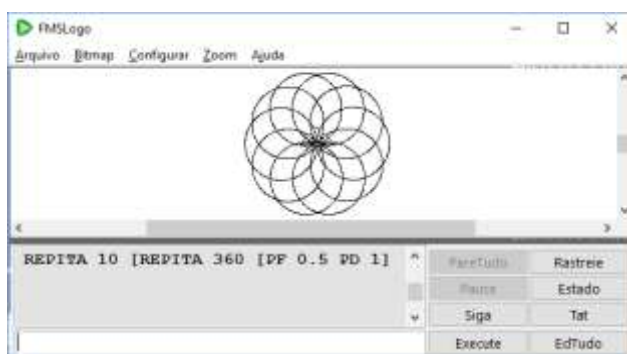 FMSLogo
Arquivo Bitmap Configurar Zoom Ajuda
REPITA 10 [REPITA 360 [PF 0.5 PD 1]
PareTudo Rastreie
Pausa Estado
Siga Tat
Execute EdTudo